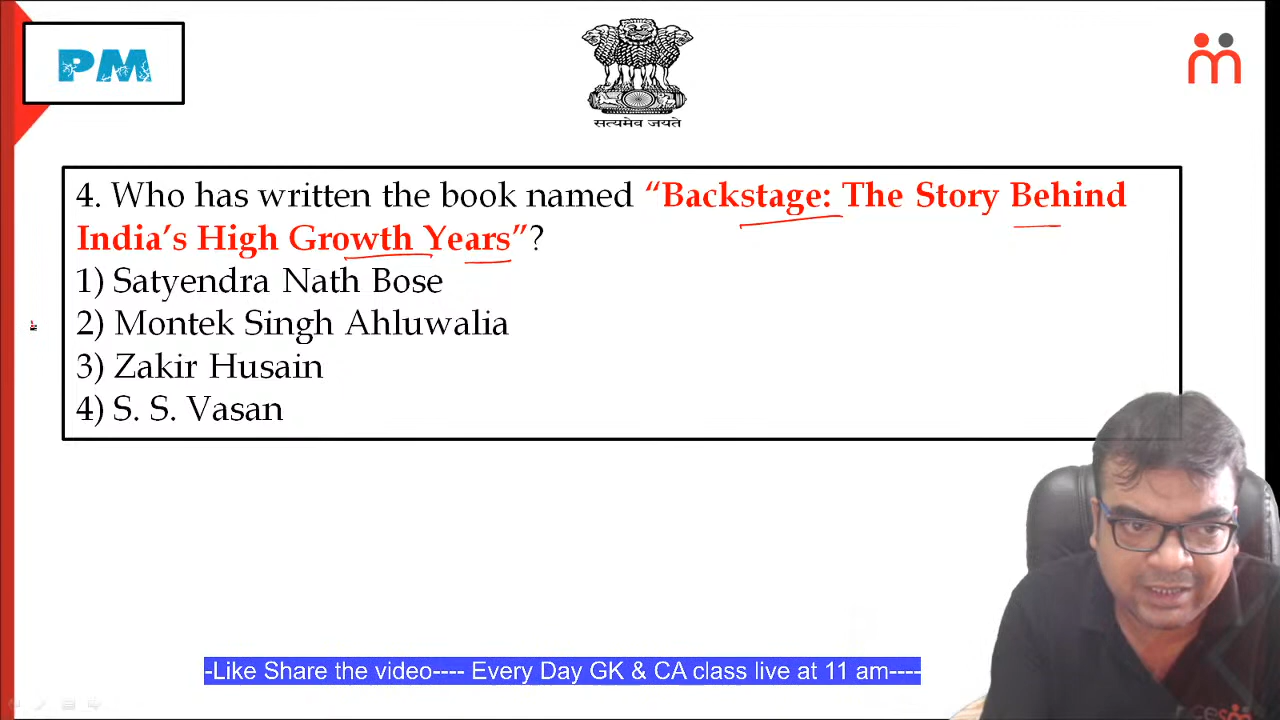 PM
सत्यमेव जयते
4. Who has written the book named “Backstage: The Story Behind
India’s High Growth Years”?
1) Satyendra Nath Bose
2) Montek Singh Ahluwalia
3) Zakir Husain
4) S. S. Vasan
-Like Share the video---- Every Day GK & CA class live at 11 am----